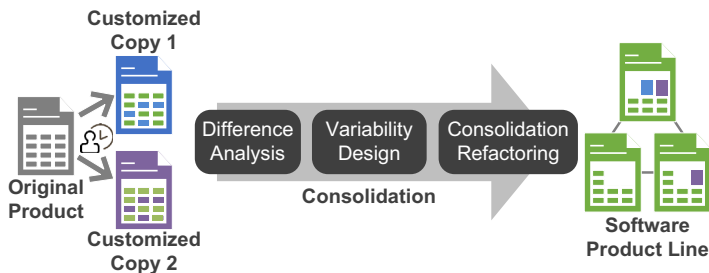 Customized
Copy 1
Original
Product
Customized
Copy 2
Difference
Analysis
Variability
Design
Consolidation
Refactoring
Consolidation
Software
Product Line